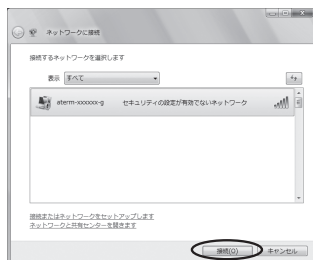 ネットワークに接続
接続するネットワークを選択します
表示 すべて
aterm-xxxxxx-g セキュリティの設定が有効でないネットワーク
接続またはネットワークをセットアップします
ネットワークと共有センターを開きます
接続(O) キャンセル